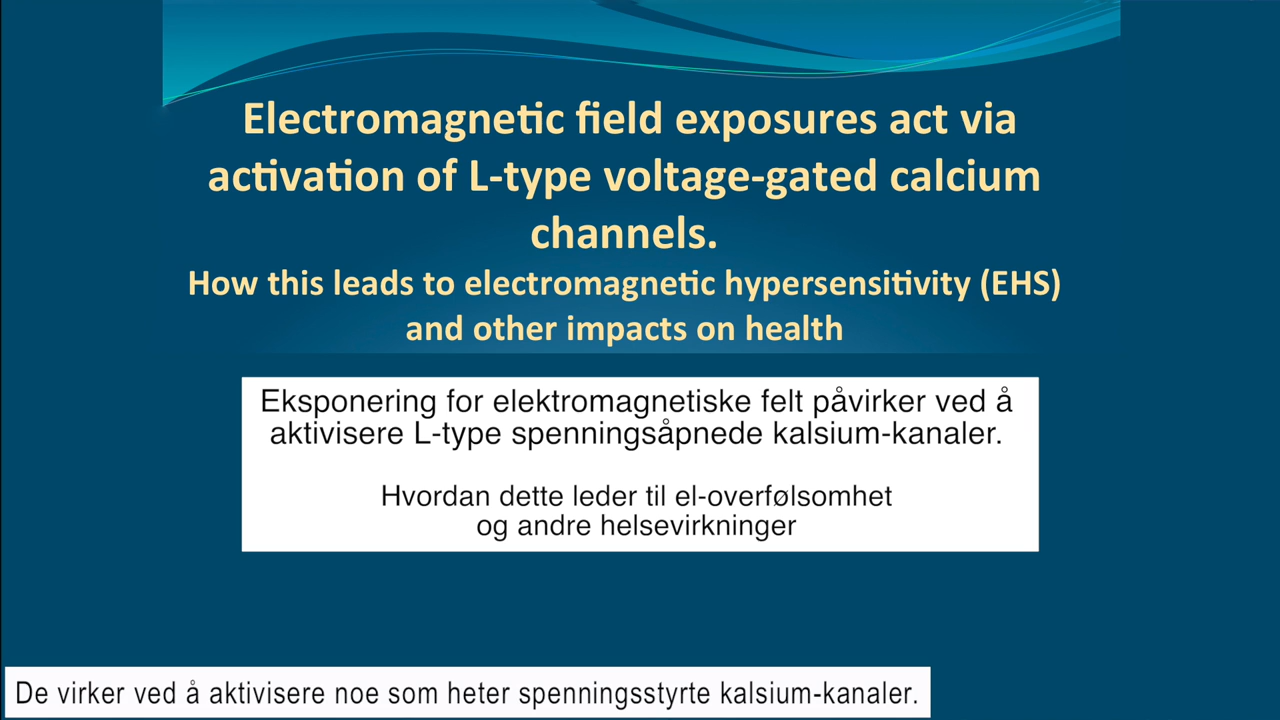 Electromagnetic field exposures act via
activation of L-type voltage-gated calcium
channels.
How this leads to electromagnetic hypersensitivity (EHS)
and other impacts on health
Eksponering for elektromagnetiske felt påvirker ved å
aktivisere L-type spenningsåpnede kalsium-kanaler.
Hvordan dette leder til el-overfølsomhet
og andre helsevirkninger
De virker ved å aktivisere noe som heter spenningsstyrte kalsium-kanaler.